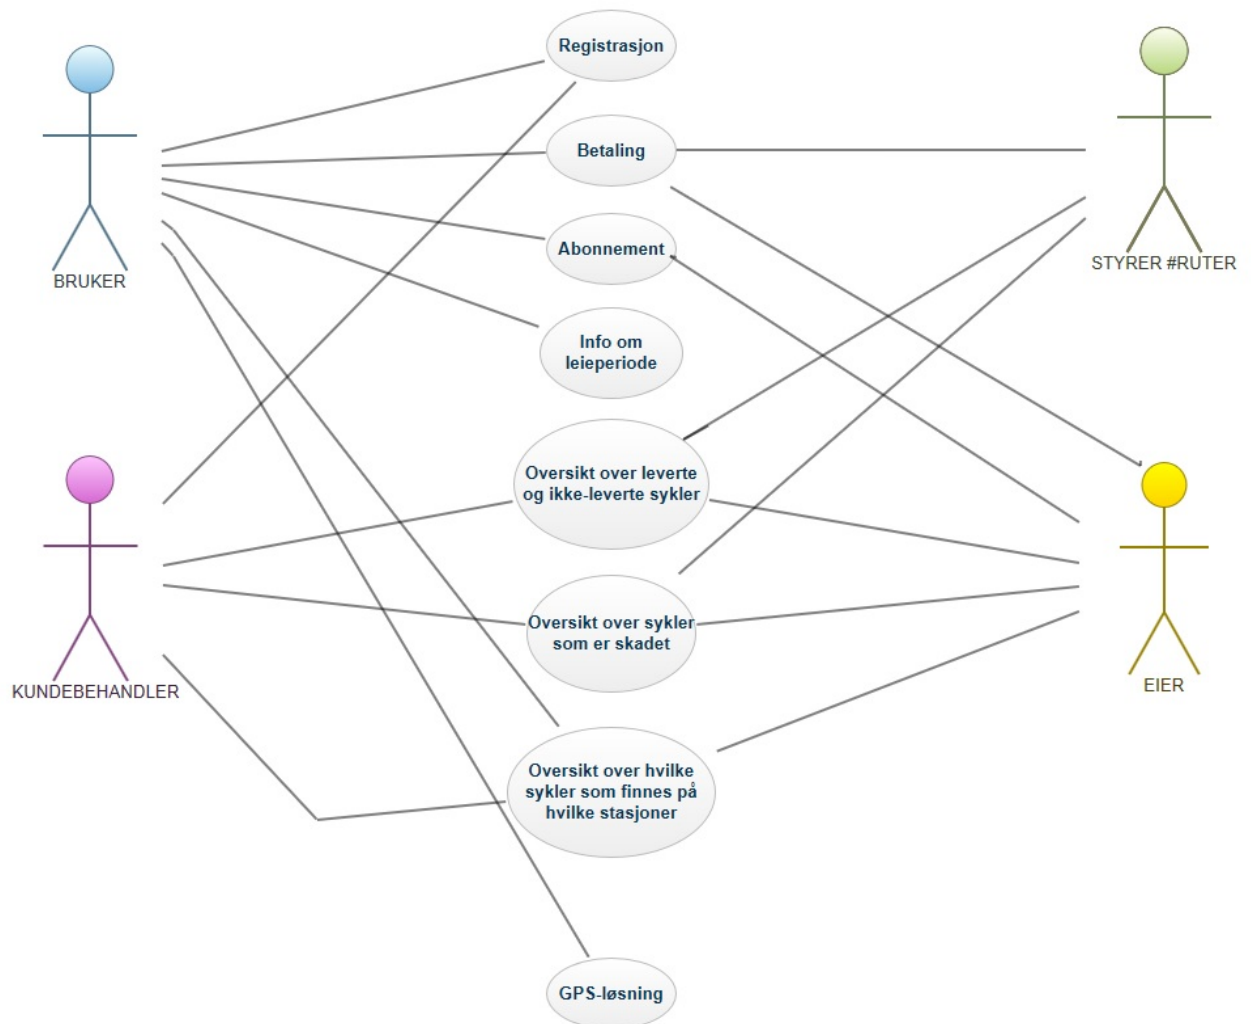 Registrasjon
Betaling
Abonnement
Info om
leieperiode
Oversikt over leverte
og ikke-leverte sykler
Oversikt over sykler
som er skadet
Oversikt over hvilke
sykler som finnes på
hvilke stasjoner
GPS-løsning
BRUKER
KUNDEBEHANDLER
STYRER #RUTER
EIER